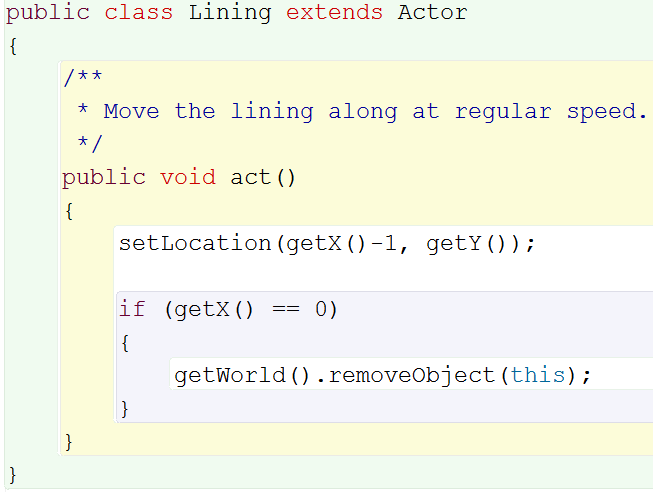 public class Lining extends Actor
{
    /**
     * Move the lining along at regular speed.
     */
    public void act()
    {
        setLocation(getX()-1, getY());

        if (getX() == 0)
        {
            getWorld().removeObject(this);
        }
    }
}